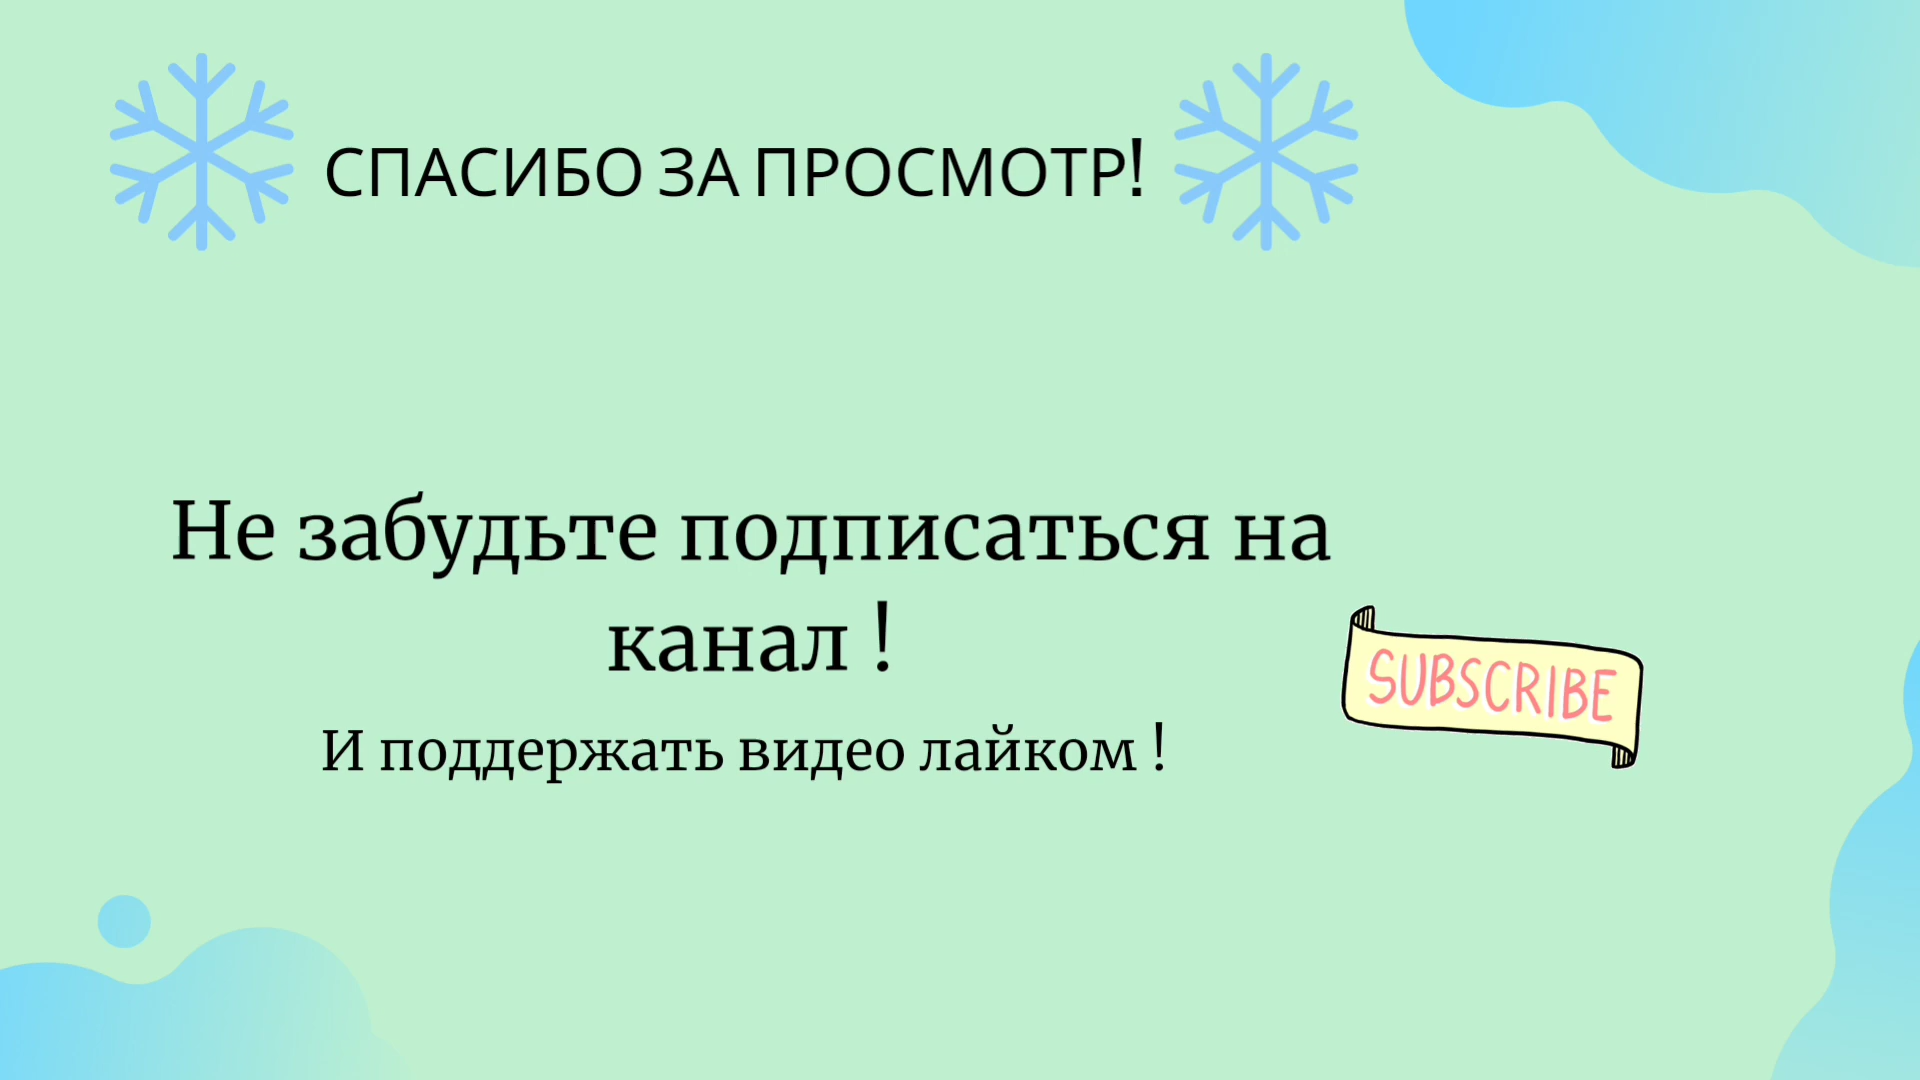 СПАСИБО ЗА ПРОСМОТР!
Не забудьте подписаться на
канал !
SUBSCRIBE
И поддержать видео лайком !